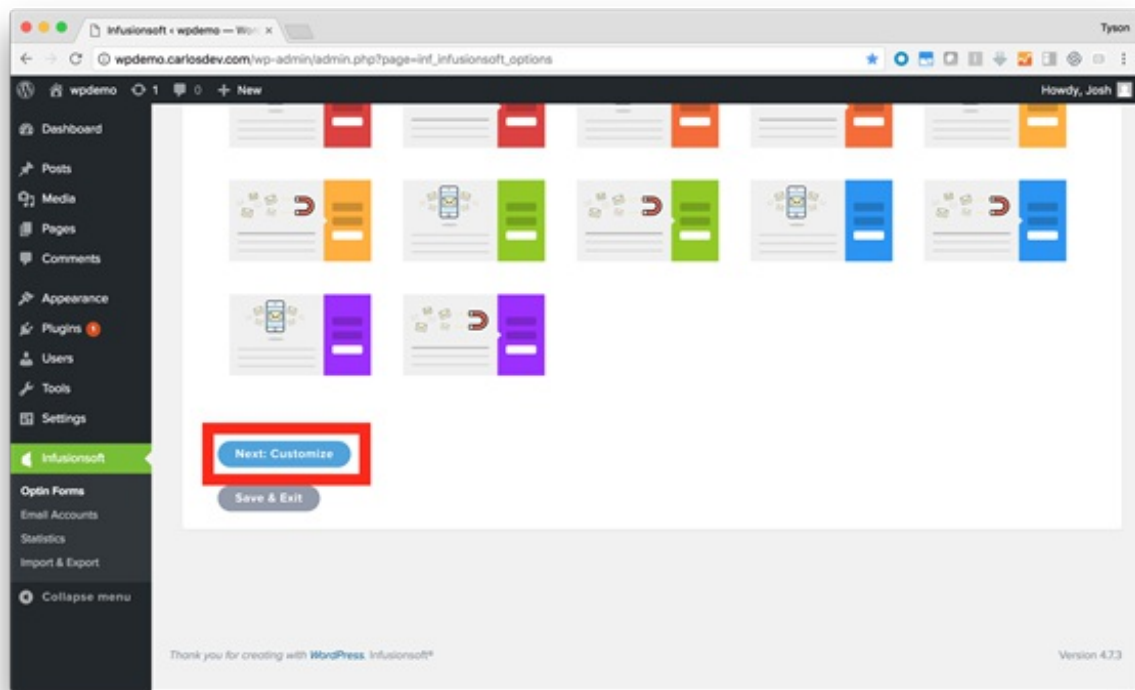 Infusionsoft ‹ wpdemo — Wor
Tyson
wpdemo.carlosdev.com/wp-admin/admin.php?page=inf_infusionsoft_options
wpdemo 1 0 + New
Howdy, Josh
Dashboard
Posts
Media
Pages
Comments
Appearance
Plugins 1
Users
Tools
Settings
Infusionsoft
Optin Forms
Email Accounts
Statistics
Import & Export
Collapse menu
Next: Customize
Save & Exit
Thank you for creating with WordPress. Infusionsoft®
Version 4.7.3